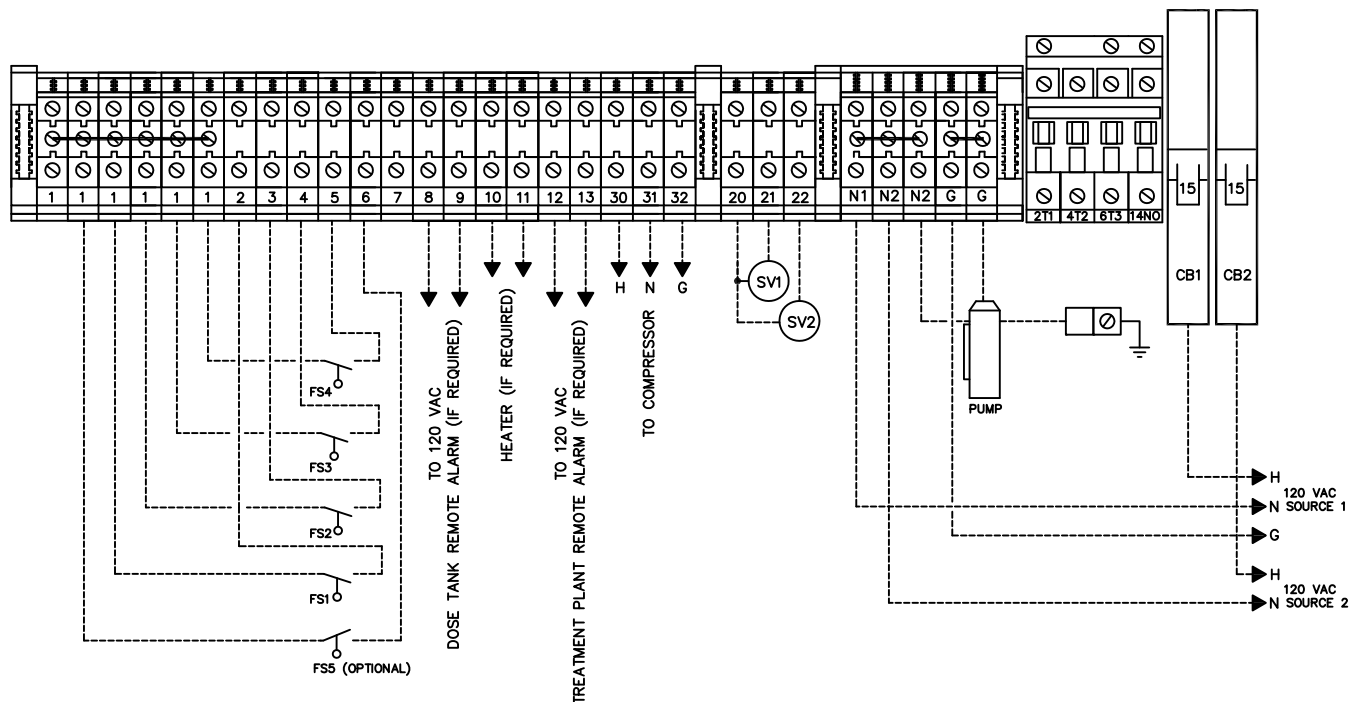 1 1 1 1 1 1 2 3 4 5 6 7 8 9 10 11 12 13 30 31 32 20 21 22 N1 N2 N2 G G
2T1 4T2 6T3 14NO
15 15
CB1 CB2
H N G
SV1
SV2
FS4
FS3
FS2
FS1
FS5 (OPTIONAL)
TO 120 VAC
DOSE TANK REMOTE ALARM (IF REQUIRED)
HEATER (IF REQUIRED)
TO 120 VAC
TREATMENT PLANT REMOTE ALARM (IF REQUIRED)
TO COMPRESSOR
PUMP
H
120 VAC
N SOURCE 1
G
H
120 VAC
N SOURCE 2